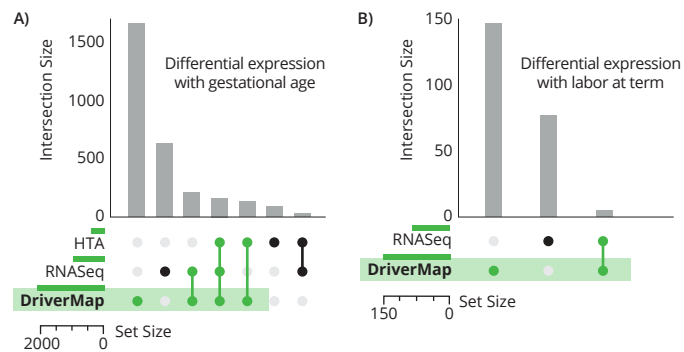 A)
Intersection Size
1500
1000
500
0
Differential expression
with gestational age
HTA
RNASeq
DriverMap
2000
0
Set Size
B)
Intersection Size
150
100
50
0
Differential expression
with labor at term
RNASeq
DriverMap
150
0
Set Size